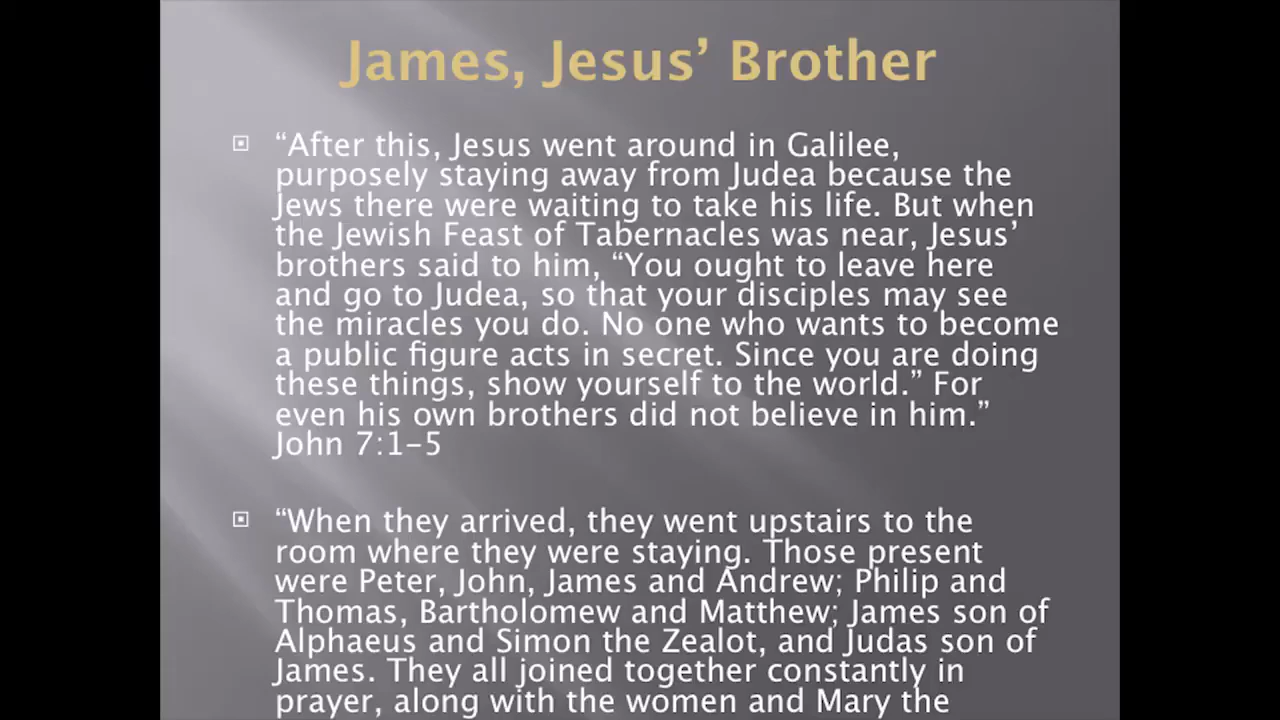 James, Jesus’ Brother
“After this, Jesus went around in Galilee,
purposely staying away from Judea because the
Jews there were waiting to take his life. But when
the Jewish Feast of Tabernacles was near, Jesus’
brothers said to him, “You ought to leave here
and go to Judea, so that your disciples may see
the miracles you do. No one who wants to become
a public figure acts in secret. Since you are doing
these things, show yourself to the world.” For
even his own brothers did not believe in him.”
John 7:1-5
“When they arrived, they went upstairs to the
room where they were staying. Those present
were Peter, John, James and Andrew; Philip and
Thomas, Bartholomew and Matthew; James son of
Alphaeus and Simon the Zealot, and Judas son of
James. They all joined together constantly in
prayer, along with the women and Mary the